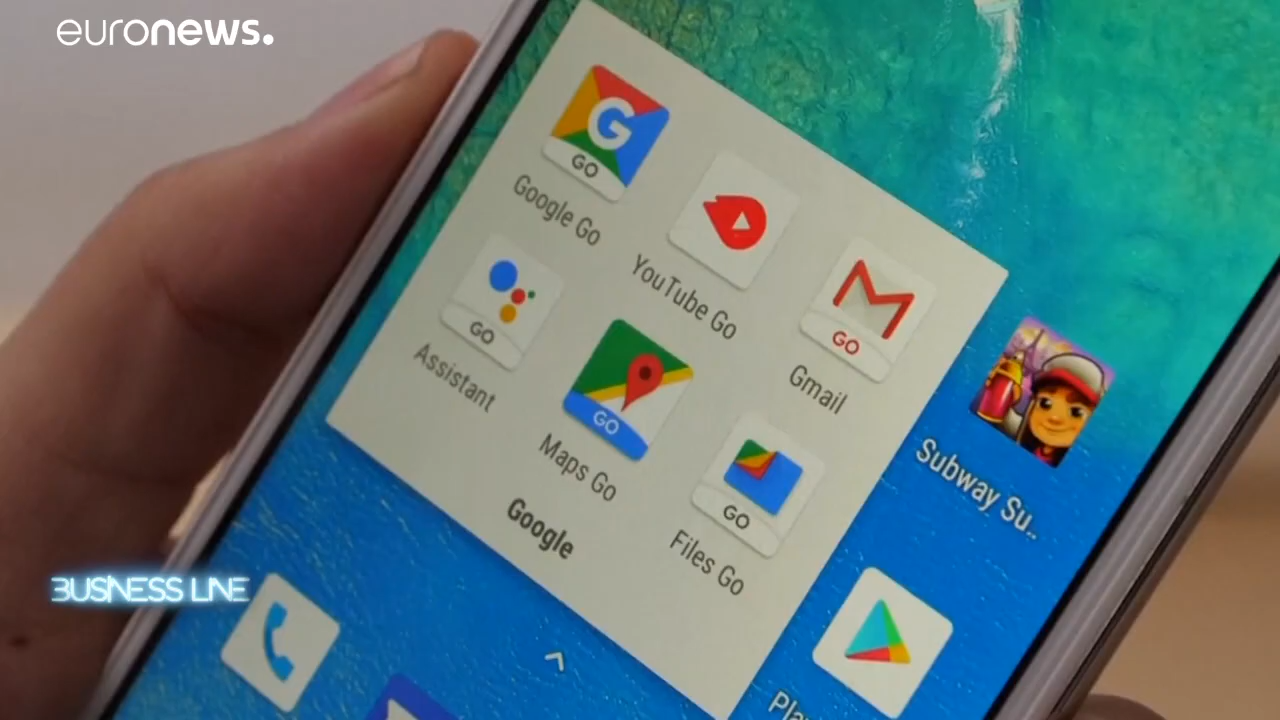 euronews.
G
GO
Google Go
YouTube Go
GO
Gmail
GO
Assistant
GO
Maps Go
GO
Files Go
Google
Subway Su..
BUSINESS LINE